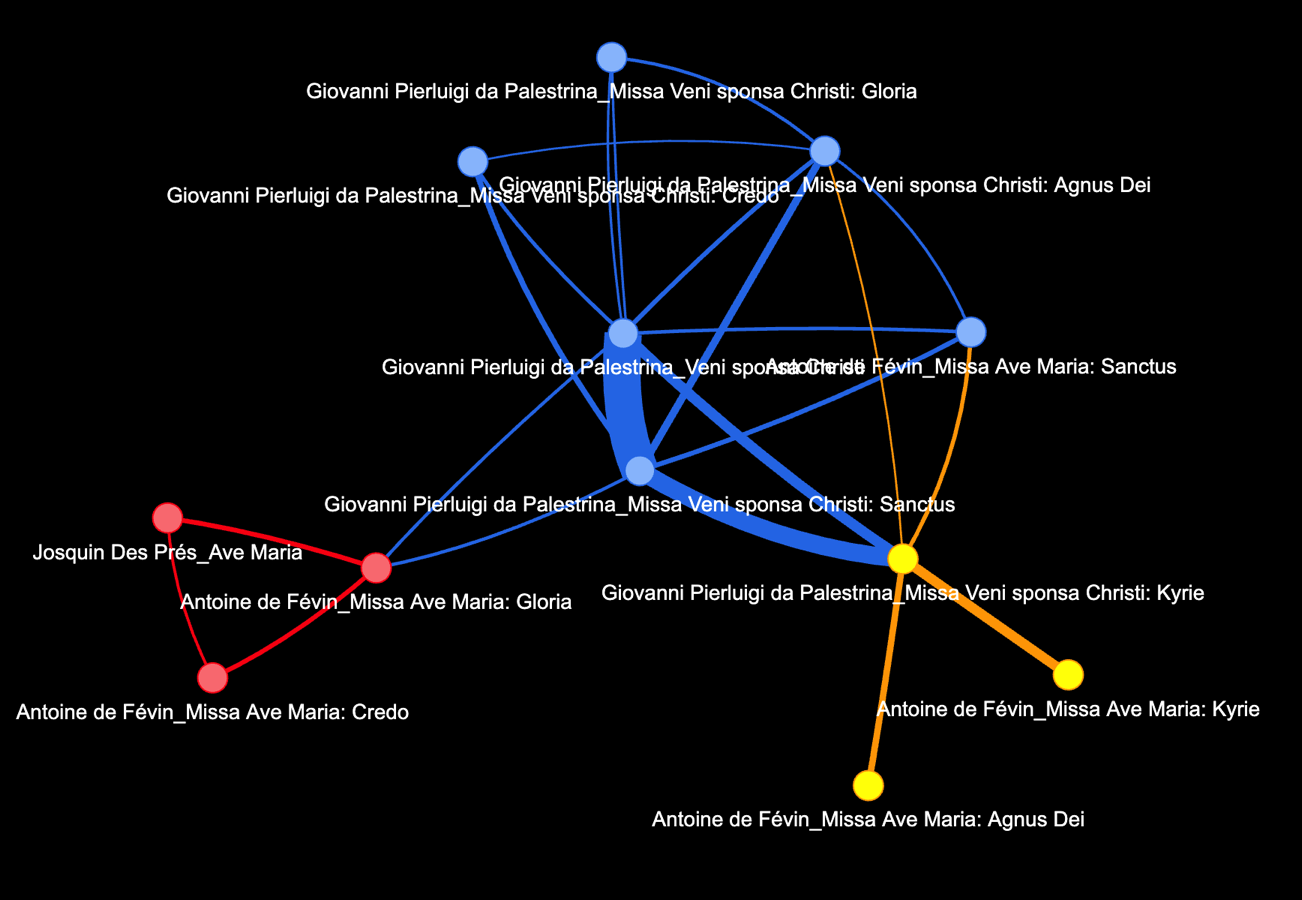 Giovanni Pierluigi da Palestrina_Missa Veni sponsa Christi: Gloria
Giovanni Pierluigi da Palestrina_Missa Veni sponsa Christi: Agnus Dei
Giovanni Pierluigi da Palestrina_Missa Veni sponsa Christi: Credo
Giovanni Pierluigi da Palestrina_Veni sponsa Christi
Antoine de Févin_Missa Ave Maria: Sanctus
Giovanni Pierluigi da Palestrina_Missa Veni sponsa Christi: Sanctus
Josquin Des Prés_Ave Maria
Giovanni Pierluigi da Palestrina_Missa Veni sponsa Christi: Kyrie
Antoine de Févin_Missa Ave Maria: Gloria
Antoine de Févin_Missa Ave Maria: Kyrie
Antoine de Févin_Missa Ave Maria: Credo
Antoine de Févin_Missa Ave Maria: Agnus Dei